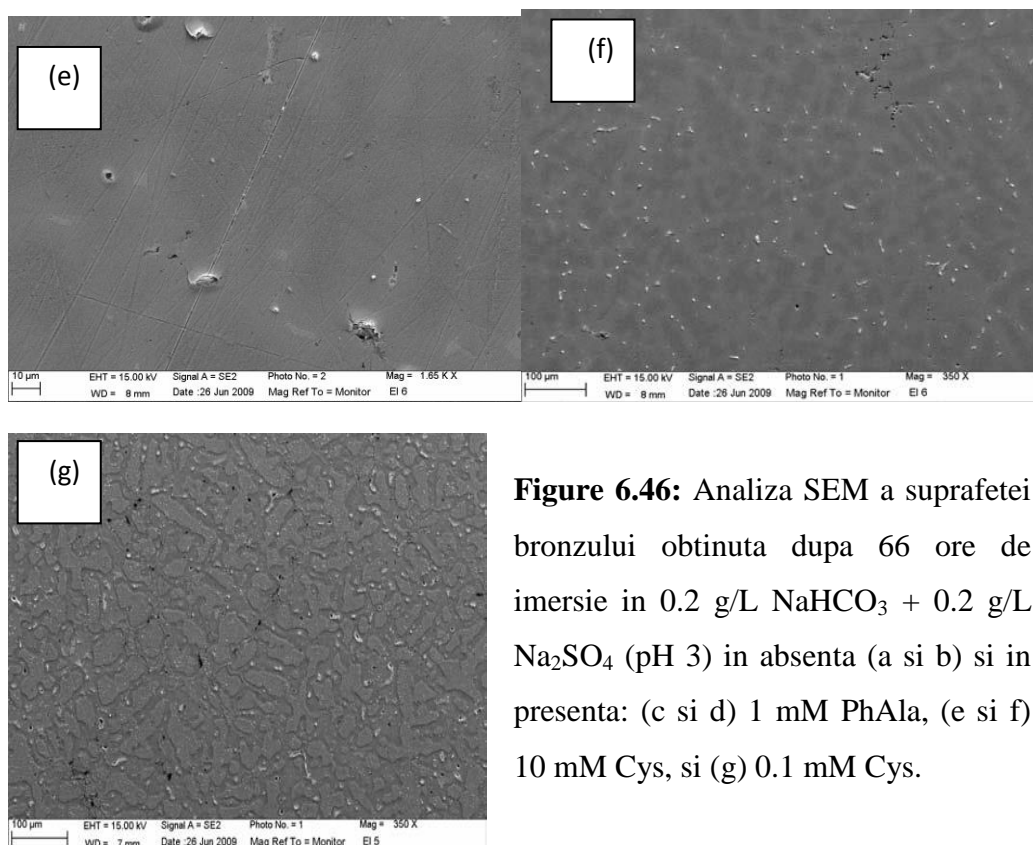 (e)
10 µm EHT = 15.00 kV Signal A = SE2 Photo No. = 2 Mag = 1.65 K X
WD = 8 mm Date :26 Jun 2009 Mag Ref To = Monitor El 6
(f)
100 µm EHT = 15.00 kV Signal A = SE2 Photo No. = 1 Mag = 350 X
WD = 8 mm Date :26 Jun 2009 Mag Ref To = Monitor El 6
(g)
100 µm EHT = 15.00 kV Signal A = SE2 Photo No. = 1 Mag = 350 X
WD = 7 mm Date :26 Jun 2009 Mag Ref To = Monitor El 5
Figure 6.46: Analiza SEM a suprafetei
bronzului obtinuta dupa 66 ore de
imersie in 0.2 g/L NaHCO₃ + 0.2 g/L
Na₂SO₄ (pH 3) in absenta (a si b) si in
presenta: (c si d) 1 mM PhAla, (e si f)
10 mM Cys, si (g) 0.1 mM Cys.